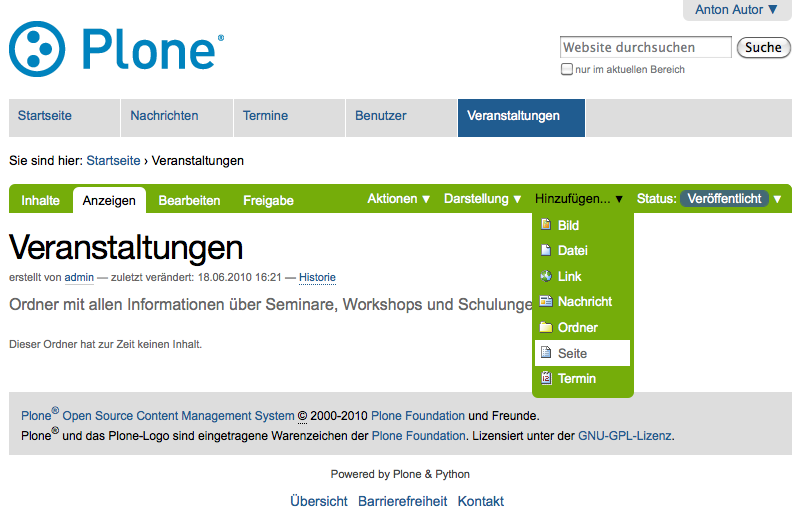 Anton Autor ▼
Plone®
Website durchsuchen Suche
nur im aktuellen Bereich
Startseite Nachrichten Termine Benutzer Veranstaltungen
Sie sind hier: Startseite › Veranstaltungen
Inhalte Anzeigen Bearbeiten Freigabe Aktionen ▼ Darstellung ▼ Hinzufügen... ▼ Status: Veröffentlicht ▼
Bild
Datei
Link
Nachricht
Ordner
Seite
Termin
Veranstaltungen
erstellt von admin — zuletzt verändert: 18.06.2010 16:21 — Historie
Ordner mit allen Informationen über Seminare, Workshops und Schulunge
Dieser Ordner hat zur Zeit keinen Inhalt.
Plone® Open Source Content Management System © 2000-2010 Plone Foundation und Freunde.
Plone® und das Plone-Logo sind eingetragene Warenzeichen der Plone Foundation. Lizensiert unter der GNU-GPL-Lizenz.
Powered by Plone & Python
Übersicht Barrierefreiheit Kontakt